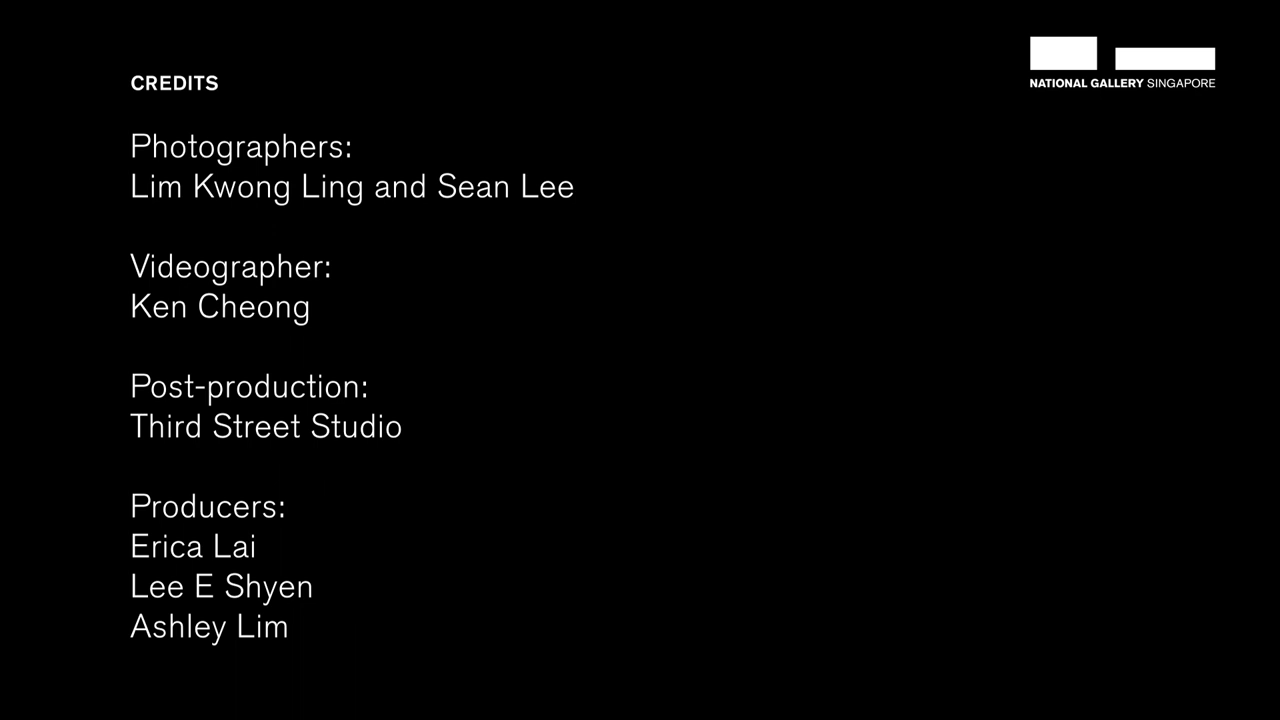 CREDITS
NATIONAL GALLERY SINGAPORE
Photographers:
Lim Kwong Ling and Sean Lee
Videographer:
Ken Cheong
Post-production:
Third Street Studio
Producers:
Erica Lai
Lee E Shyen
Ashley Lim